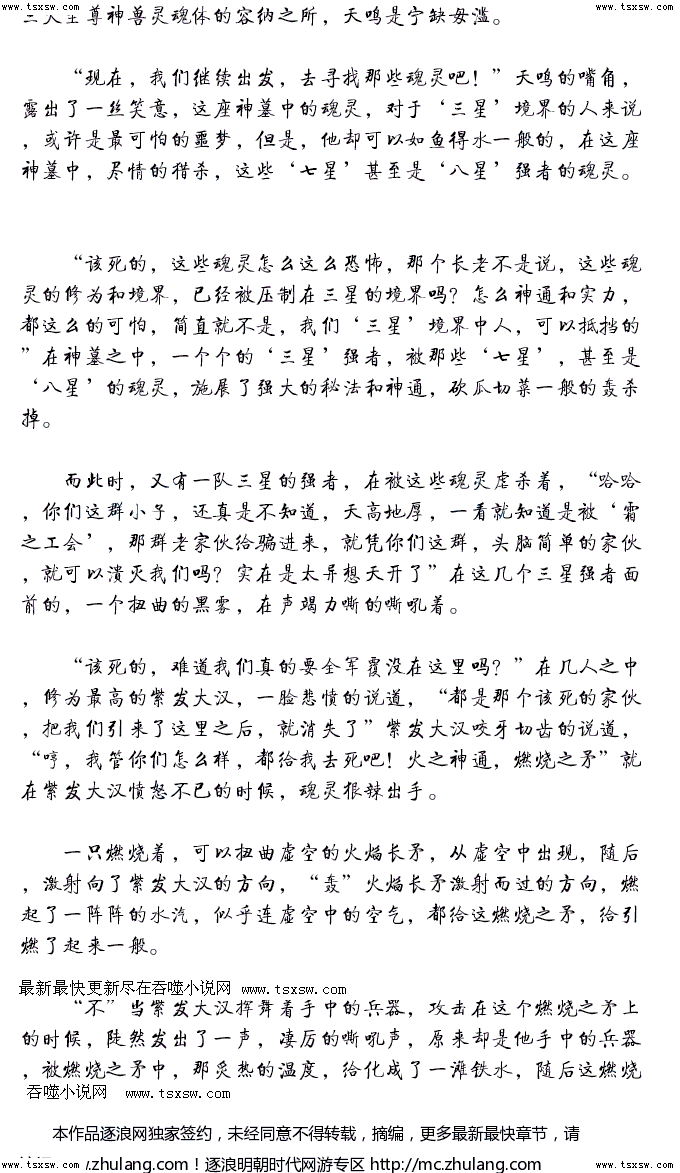 www.tsxsw.com www.tsxsw.com
三大至尊神兽灵魂体的容纳之所，天鸣是宁缺毋滥。
“现在，我们继续出发，去寻找那些魂灵吧！”天鸣的嘴角，
露出了一丝笑意，这座神墓中的魂灵，对于‘三星’境界的人来说
，或许是最可怕的噩梦，但是，他却可以如鱼得水一般的，在这座
神墓中，尽情的猎杀，这些‘七星’甚至是‘八星’强者的魂灵。
“该死的，这些魂灵怎么这么恐怖，那个长老不是说，这些魂
灵的修为和境界，已经被压制在三星的境界吗？怎么神通和实力，
都这么的可怕，简直就不是，我们‘三星’境界中人，可以抵挡的
”在神墓之中，一个个的‘三星’强者，被那些‘七星’，甚至是
‘八星’的魂灵，施展了强大的秘法和神通，砍瓜切菜一般的轰杀
掉。
而此时，又有一队三星的强者，在被这些魂灵虐杀着，“哈哈
，你们这群小子，还真是不知道，天高地厚，一看就知道是被‘霜
之工会’，那群老家伙给骗进来，就凭你们这群，头脑简单的家伙
，就可以溃灭我们吗？实在是太异想天开了”在这几个三星强者面
前的，一个扭曲的黑雾，在声竭力嘶的嘶吼着。
“该死的，难道我们真的要全军覆没在这里吗？”在几人之中
，修为最高的紫发大汉，一脸悲愤的说道，“都是那个该死的家伙
，把我们引来了这里之后，就消失了”紫发大汉咬牙切齿的说道，
“哼，我管你们怎么样，都给我去死吧！火之神通，燃烧之矛”就
在紫发大汉愤怒不已的时候，魂灵狠辣出手。
一只燃烧着，可以扭曲虚空的火焰长矛，从虚空中出现，随后
，激射向了紫发大汉的方向，“轰”火焰长矛激射而过的方向，燃
起了一阵阵的水汽，似乎连虚空中的空气，都给这燃烧之矛，给引
燃了起来一般。
最新最快更新尽在吞噬小说网 www.tsxsw.com
“不”当紫发大汉挥舞着手中的兵器，攻击在这个燃烧之矛上
的时候，陡然发出了一声，凄厉的嘶吼声，原来却是他手中的兵器
，被燃烧之矛中，那炙热的温度，给化成了一滩铁水，随后这燃烧
吞噬小说网 www.tsxsw.com
本作品逐浪网独家签约，未经同意不得转载，摘编，更多最新最快章节，请
www.zhulang.com！逐浪明朝时代网游专区 http://mc.zhulang.com/
www.tsxsw.com www.tsxsw.com